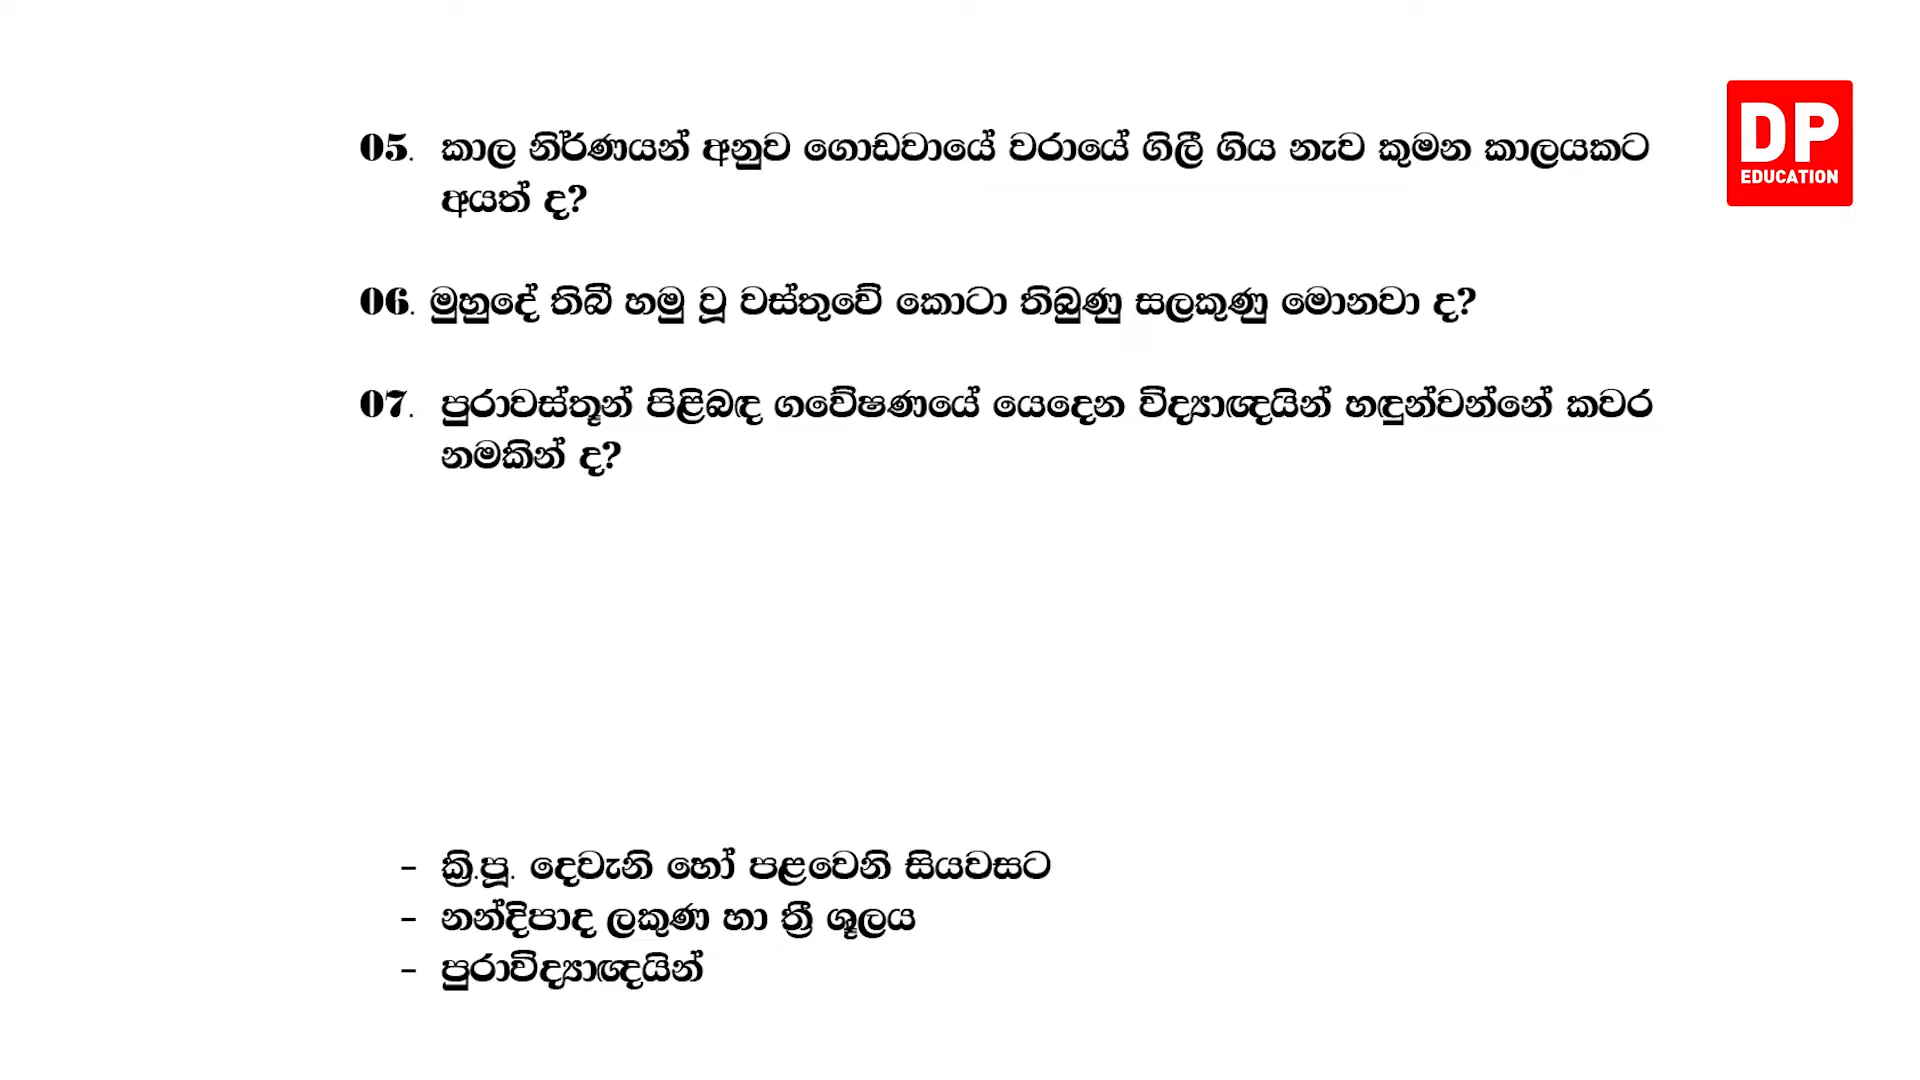 05. කාල නිර්ණයන් අනුව ගොඩවායේ වරායේ ගිලී ගිය නැව කුමන කාලයකට
අයත් ද?
06. මුහුදේ තිබී හමු වූ වස්තුවේ කොටා තිබුණු සලකුණු මොනවා ද?
07. පුරාවස්තූන් පිළිබඳ ගවේෂණයේ යෙදෙන විද්‍යාඥයින් හඳුන්වන්නේ කවර
නමකින් ද?
- ක්‍රි.පූ. දෙවැනි හෝ පළවෙනි සියවසට
- නන්දිපාද ලකුණ හා ත්‍රී ශූලය
- පුරාවිද්‍යාඥයින්
DP
EDUCATION